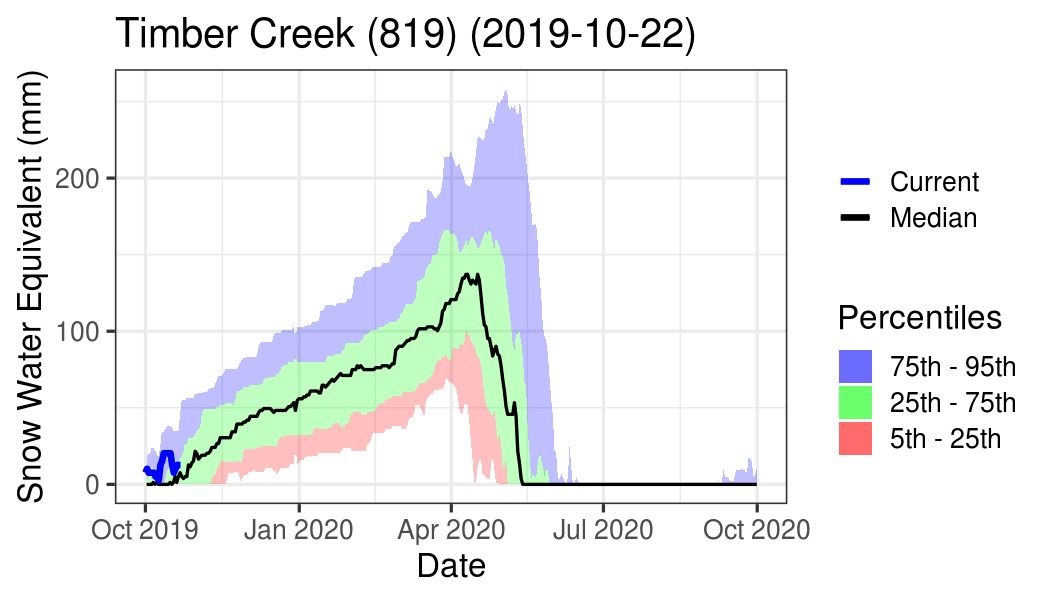 Timber Creek (819) (2019-10-22)
Snow Water Equivalent (mm)
200
100
0
Oct 2019
Jan 2020
Apr 2020
Jul 2020
Oct 2020
Date
Current
Median
Percentiles
75th - 95th
25th - 75th
5th - 25th